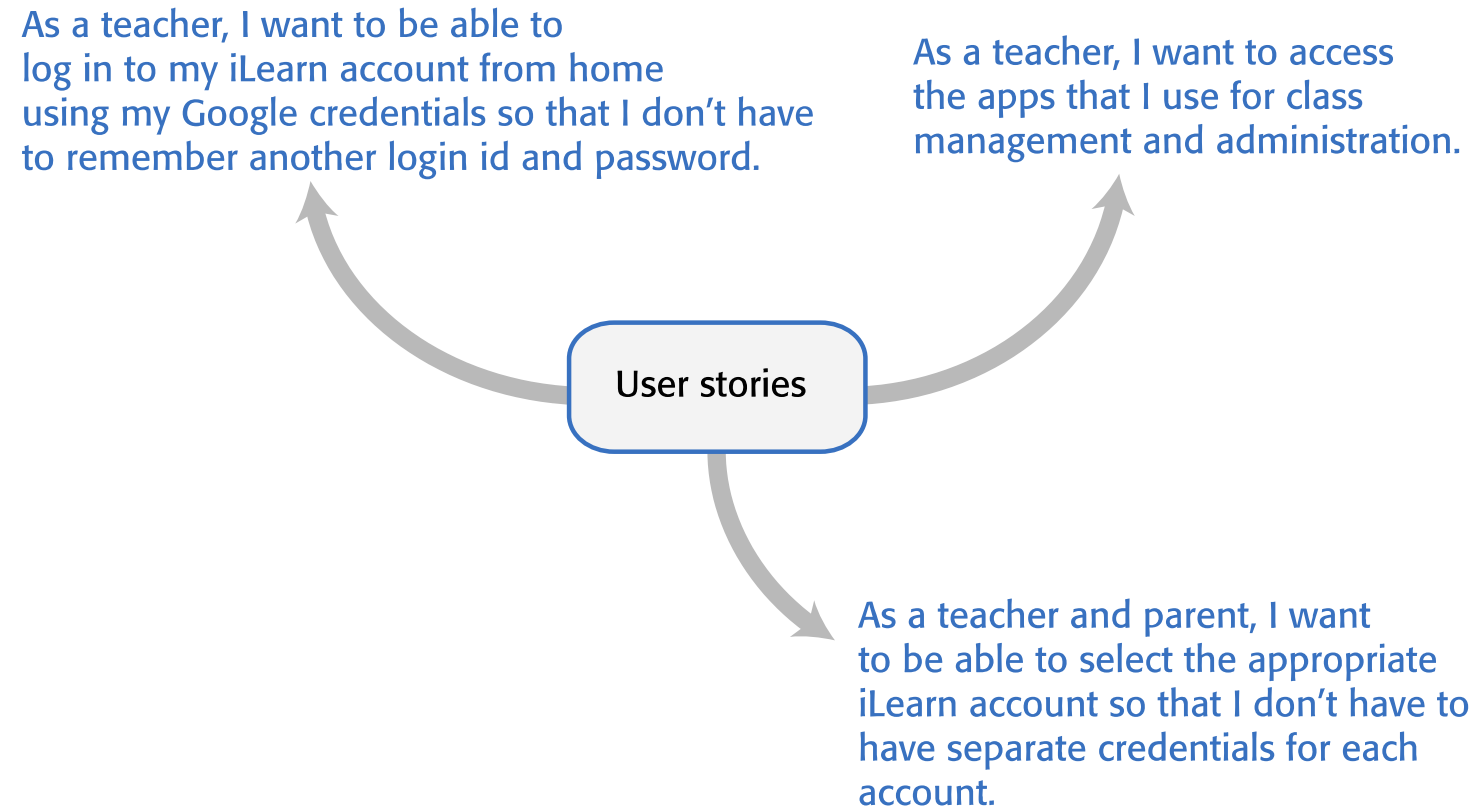 As a teacher, I want to be able to
log in to my iLearn account from home
using my Google credentials so that I don’t have
to remember another login id and password.
As a teacher, I want to access
the apps that I use for class
management and administration.
User stories
As a teacher and parent, I want
to be able to select the appropriate
iLearn account so that I don’t have to
have separate credentials for each
account.